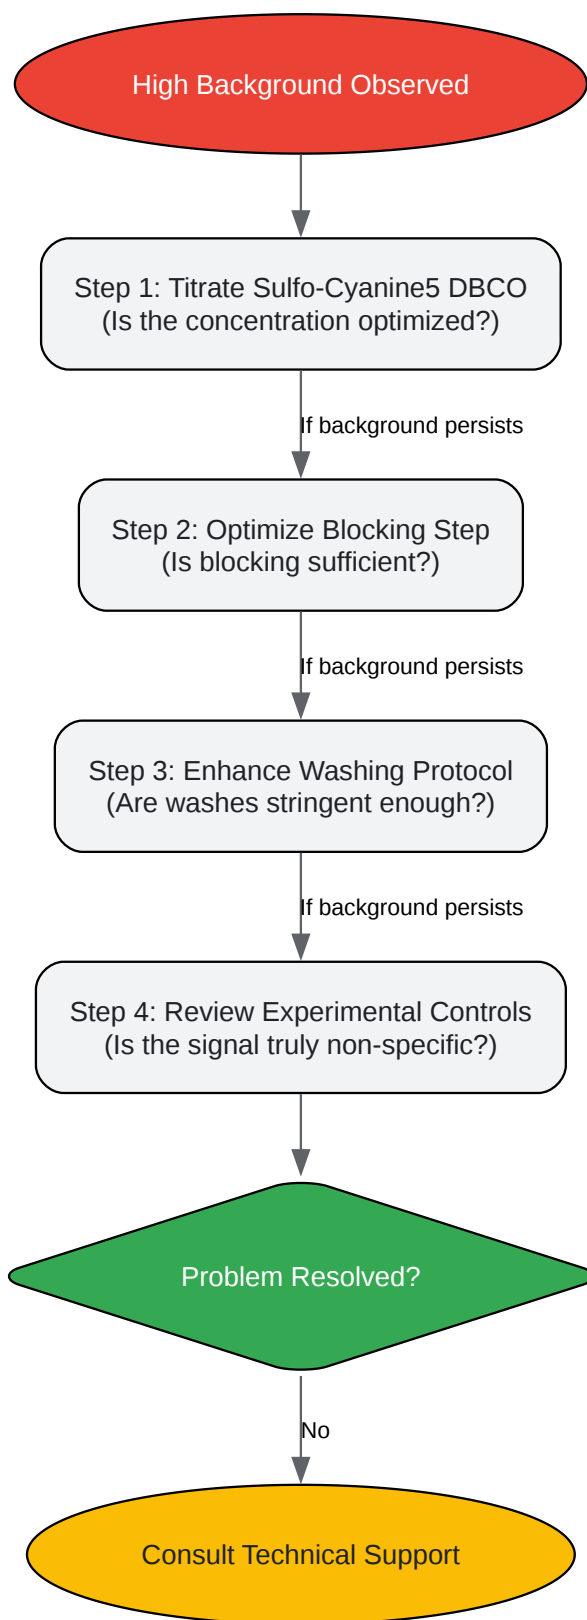 High Background Observed
Step 1: Titrate Sulfo-Cyanine5 DBCO
(Is the concentration optimized?)
If background persists
Step 2: Optimize Blocking Step
(Is blocking sufficient?)
If background persists
Step 3: Enhance Washing Protocol
(Are washes stringent enough?)
If background persists
Step 4: Review Experimental Controls
(Is the signal truly non-specific?)
Problem Resolved?
No
Consult Technical Support